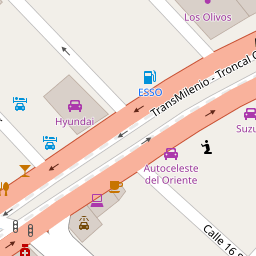 Los Olivos
ESSO
TransMilenio - Troncal C
Hyundai
Suzu
Autoceleste
del Oriente
Calle 16 S